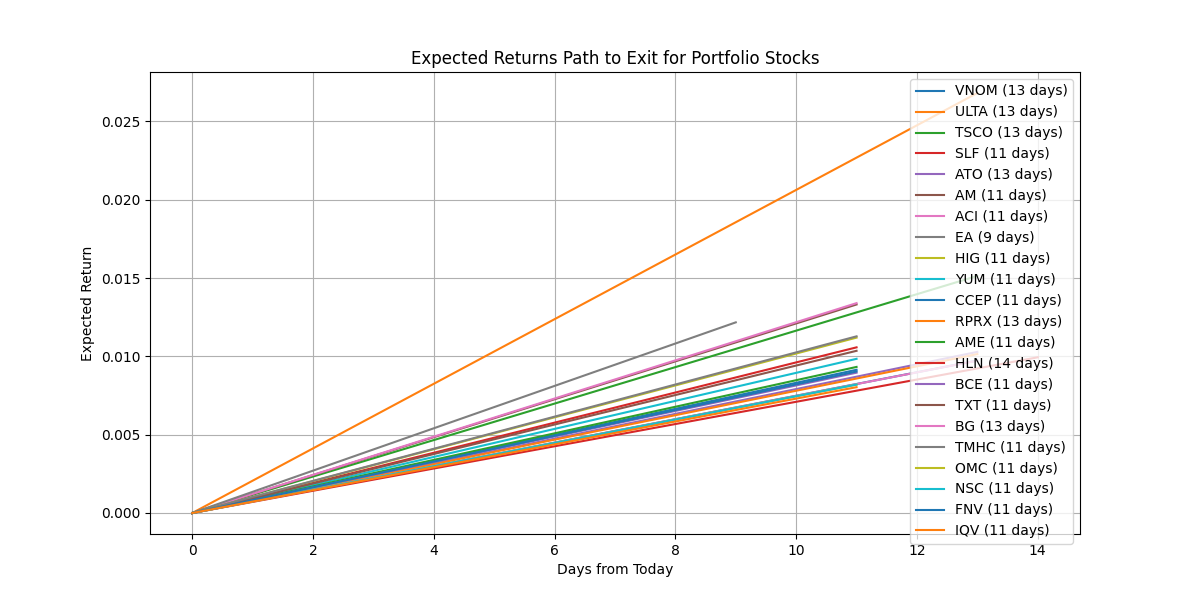 Expected Returns Path to Exit for Portfolio Stocks
Expected Return
0.025
0.020
0.015
0.010
0.005
0.000
0 2 4 6 8 10 12 14
Days from Today
VNOM (13 days)
ULTA (13 days)
TSCO (13 days)
SLF (11 days)
ATO (13 days)
AM (11 days)
ACI (11 days)
EA (9 days)
HIG (11 days)
YUM (11 days)
CCEP (11 days)
RPRX (13 days)
AME (11 days)
HLN (14 days)
BCE (11 days)
TXT (11 days)
BG (13 days)
TMHC (11 days)
OMC (11 days)
NSC (11 days)
FNV (11 days)
IQV (11 days)